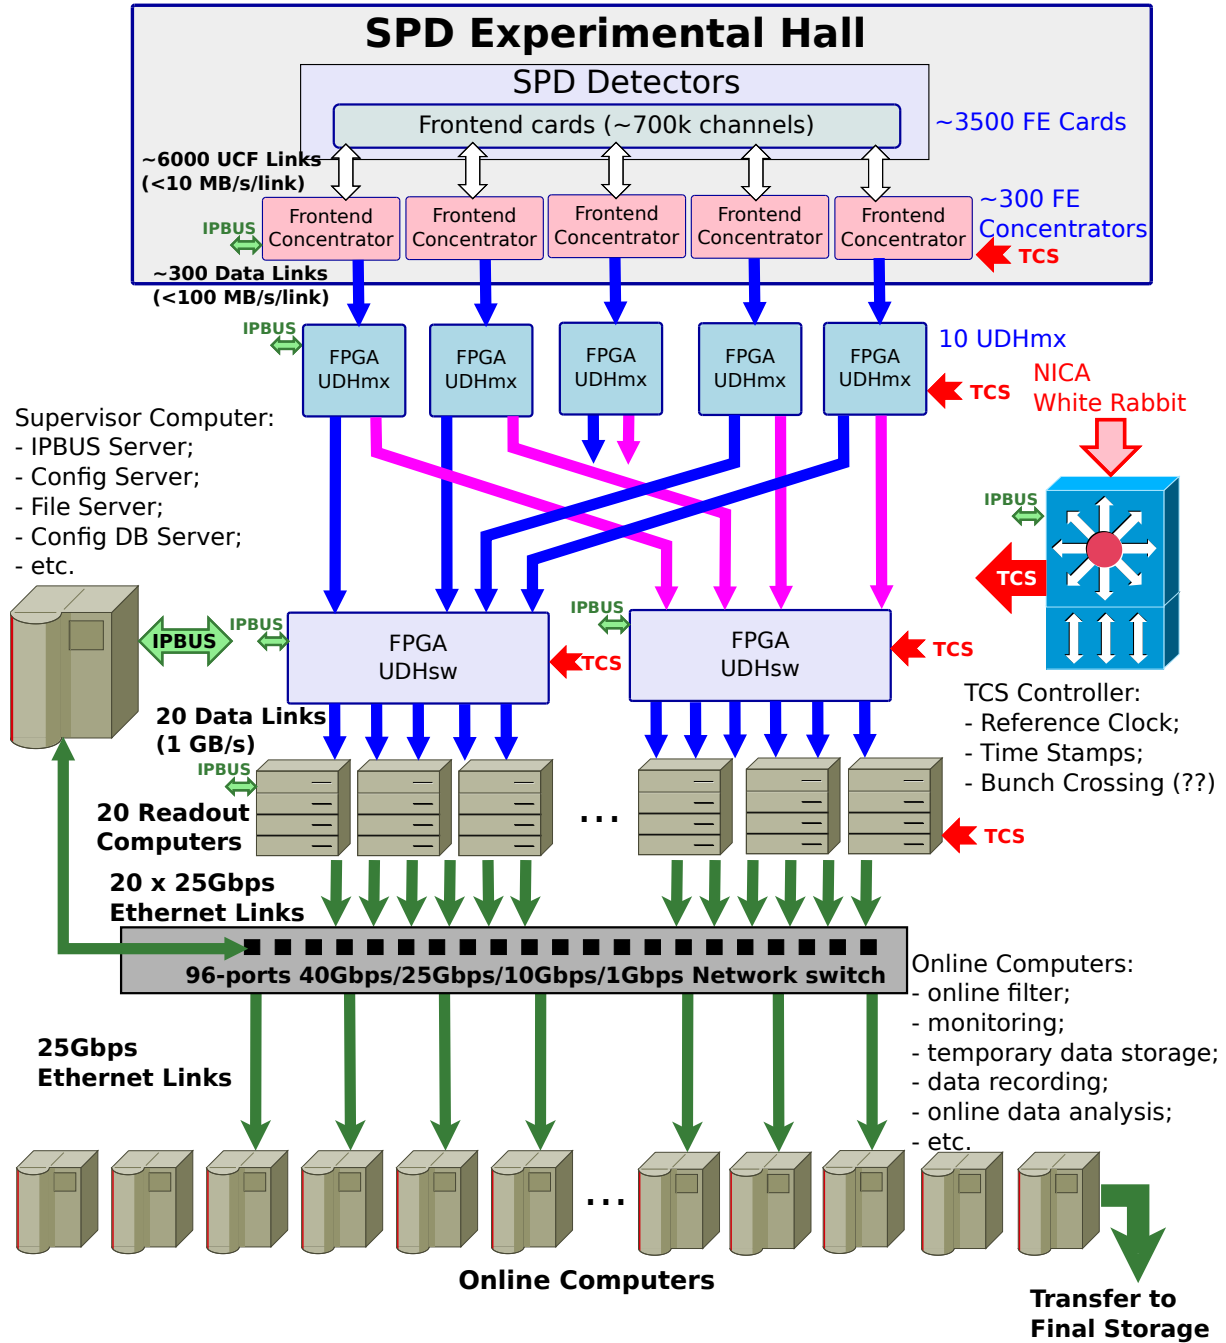 SPD Experimental Hall
SPD Detectors
Frontend cards (~700k channels)
~3500 FE Cards
~6000 UCF Links
(<10 MB/s/link)
~300 FE
Concentrators
IPBUS
Frontend
Concentrator
Frontend
Concentrator
Frontend
Concentrator
Frontend
Concentrator
Frontend
Concentrator
TCS
~300 Data Links
(<100 MB/s/link)
IPBUS
FPGA
UDHmx
FPGA
UDHmx
FPGA
UDHmx
FPGA
UDHmx
FPGA
UDHmx
10 UDHmx
TCS
NICA
White Rabbit
Supervisor Computer:
- IPBUS Server;
- Config Server;
- File Server;
- Config DB Server;
- etc.
IPBUS
TCS
IPBUS
IPBUS
FPGA
UDHsw
TCS
IPBUS
FPGA
UDHsw
TCS
TCS Controller:
- Reference Clock;
- Time Stamps;
- Bunch Crossing (??)
20 Data Links
(1 GB/s)
IPBUS
20 Readout
Computers
...
TCS
20 x 25Gbps
Ethernet Links
96-ports 40Gbps/25Gbps/10Gbps/1Gbps Network switch
Online Computers:
- online filter;
- monitoring;
- temporary data storage;
- data recording;
- online data analysis;
- etc.
25Gbps
Ethernet Links
...
Online Computers
Transfer to
Final Storage